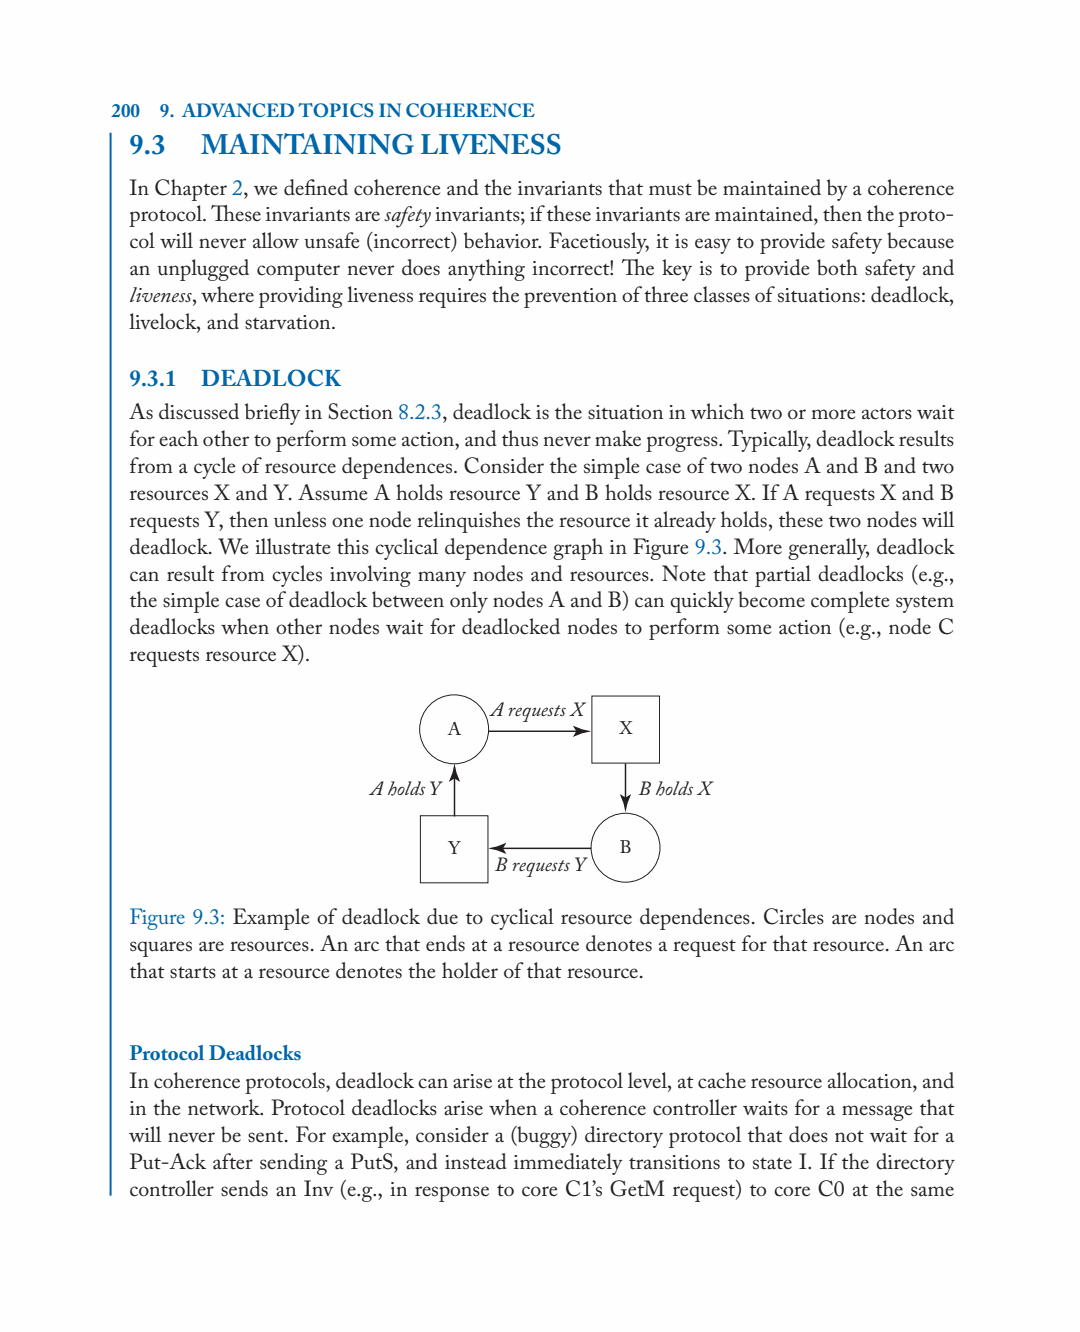 200 9. ADVANCED TOPICS IN COHERENCE
9.3 MAINTAINING LIVENESS
In Chapter 2, we defined coherence and the invariants that must be maintained by a coherence
protocol. These invariants are safety invariants; if these invariants are maintained, then the proto-
col will never allow unsafe (incorrect) behavior. Facetiously, it is easy to provide safety because
an unplugged computer never does anything incorrect! The key is to provide both safety and
liveness, where providing liveness requires the prevention of three classes of situations: deadlock,
livelock, and starvation.
9.3.1 DEADLOCK
As discussed briefly in Section 8.2.3, deadlock is the situation in which two or more actors wait
for each other to perform some action, and thus never make progress. Typically, deadlock results
from a cycle of resource dependences. Consider the simple case of two nodes A and B and two
resources X and Y. Assume A holds resource Y and B holds resource X. If A requests X and B
requests Y, then unless one node relinquishes the resource it already holds, these two nodes will
deadlock. We illustrate this cyclical dependence graph in Figure 9.3. More generally, deadlock
can result from cycles involving many nodes and resources. Note that partial deadlocks (e.g.,
the simple case of deadlock between only nodes A and B) can quickly become complete system
deadlocks when other nodes wait for deadlocked nodes to perform some action (e.g., node C
requests resource X).
A requests X
A
X
A holds Y
B holds X
Y
B
B requests Y
Figure 9.3: Example of deadlock due to cyclical resource dependences. Circles are nodes and
squares are resources. An arc that ends at a resource denotes a request for that resource. An arc
that starts at a resource denotes the holder of that resource.
Protocol Deadlocks
In coherence protocols, deadlock can arise at the protocol level, at cache resource allocation, and
in the network. Protocol deadlocks arise when a coherence controller waits for a message that
will never be sent. For example, consider a (buggy) directory protocol that does not wait for a
Put-Ack after sending a PutS, and instead immediately transitions to state I. If the directory
controller sends an Inv (e.g., in response to core C1’s GetM request) to core C0 at the same